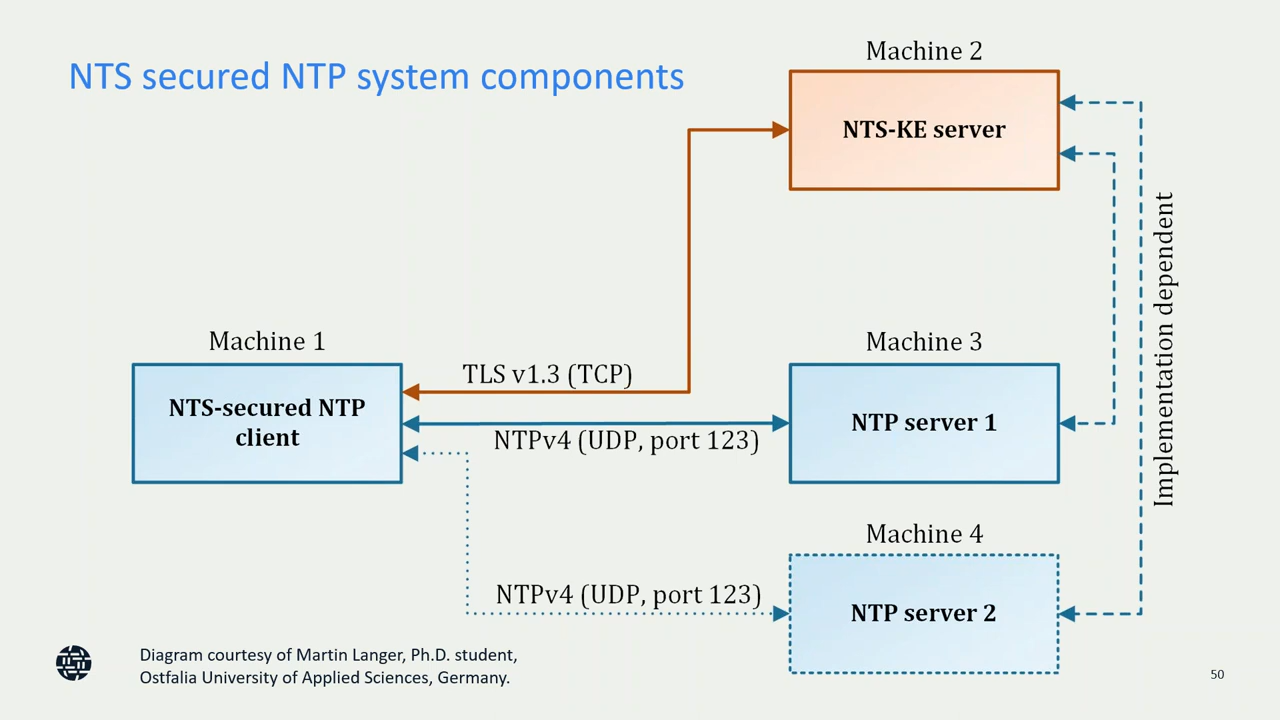 NTS secured NTP system components
Machine 2
NTS-KE server
Implementation dependent
Machine 1
NTS-secured NTP
client
TLS v1.3 (TCP)
NTPv4 (UDP, port 123)
Machine 3
NTP server 1
Machine 4
NTPv4 (UDP, port 123)
NTP server 2
Diagram courtesy of Martin Langer, Ph.D. student,
Ostfalia University of Applied Sciences, Germany.
50